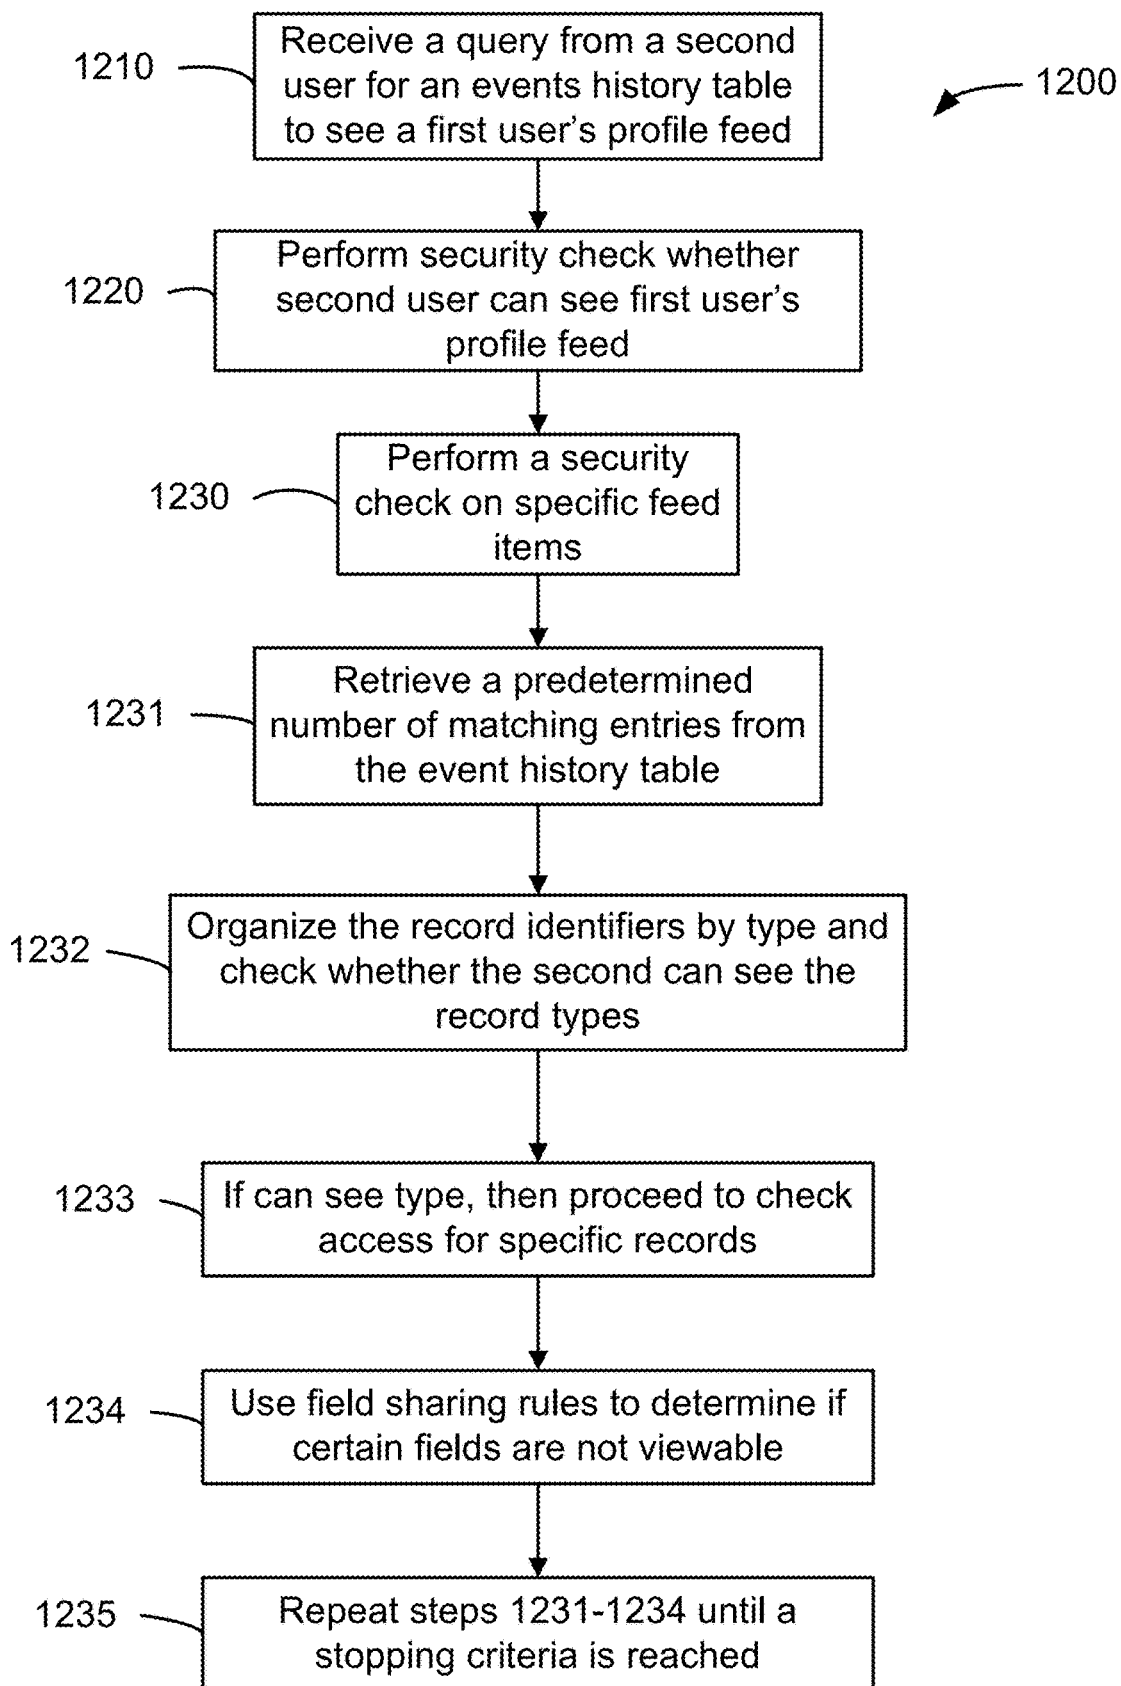 1210
Receive a query from a second
user for an events history table
to see a first user's profile feed
1200
1220
Perform security check whether
second user can see first user's
profile feed
1230
Perform a security
check on specific feed
items
1231
Retrieve a predetermined
number of matching entries from
the event history table
1232
Organize the record identifiers by type and
check whether the second can see the
record types
1233
If can see type, then proceed to check
access for specific records
1234
Use field sharing rules to determine if
certain fields are not viewable
1235
Repeat steps 1231-1234 until a
stopping criteria is reached